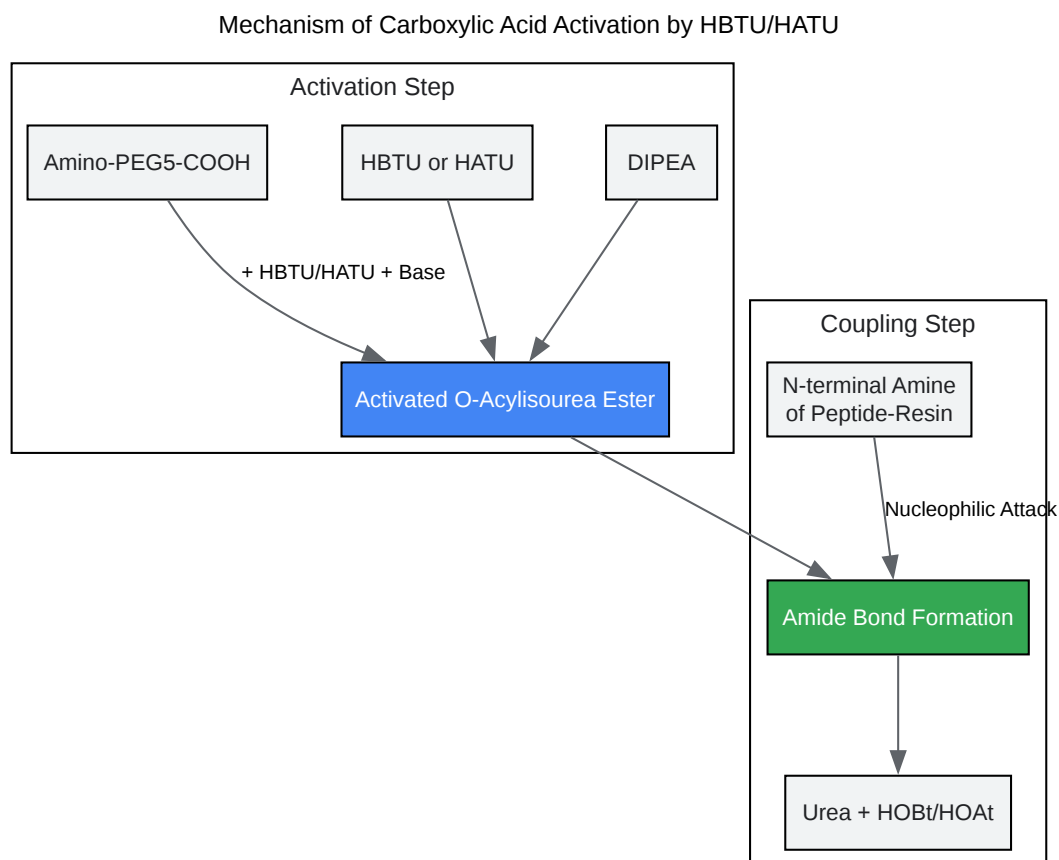 Mechanism of Carboxylic Acid Activation by HBTU/HATU
Activation Step
Amino-PEG5-COOH
HBTU or HATU
DIPEA
+ HBTU/HATU + Base
Activated O-Acylisourea Ester
Coupling Step
N-terminal Amine
of Peptide-Resin
Nucleophilic Attack
Amide Bond Formation
Urea + HOBt/HOAt